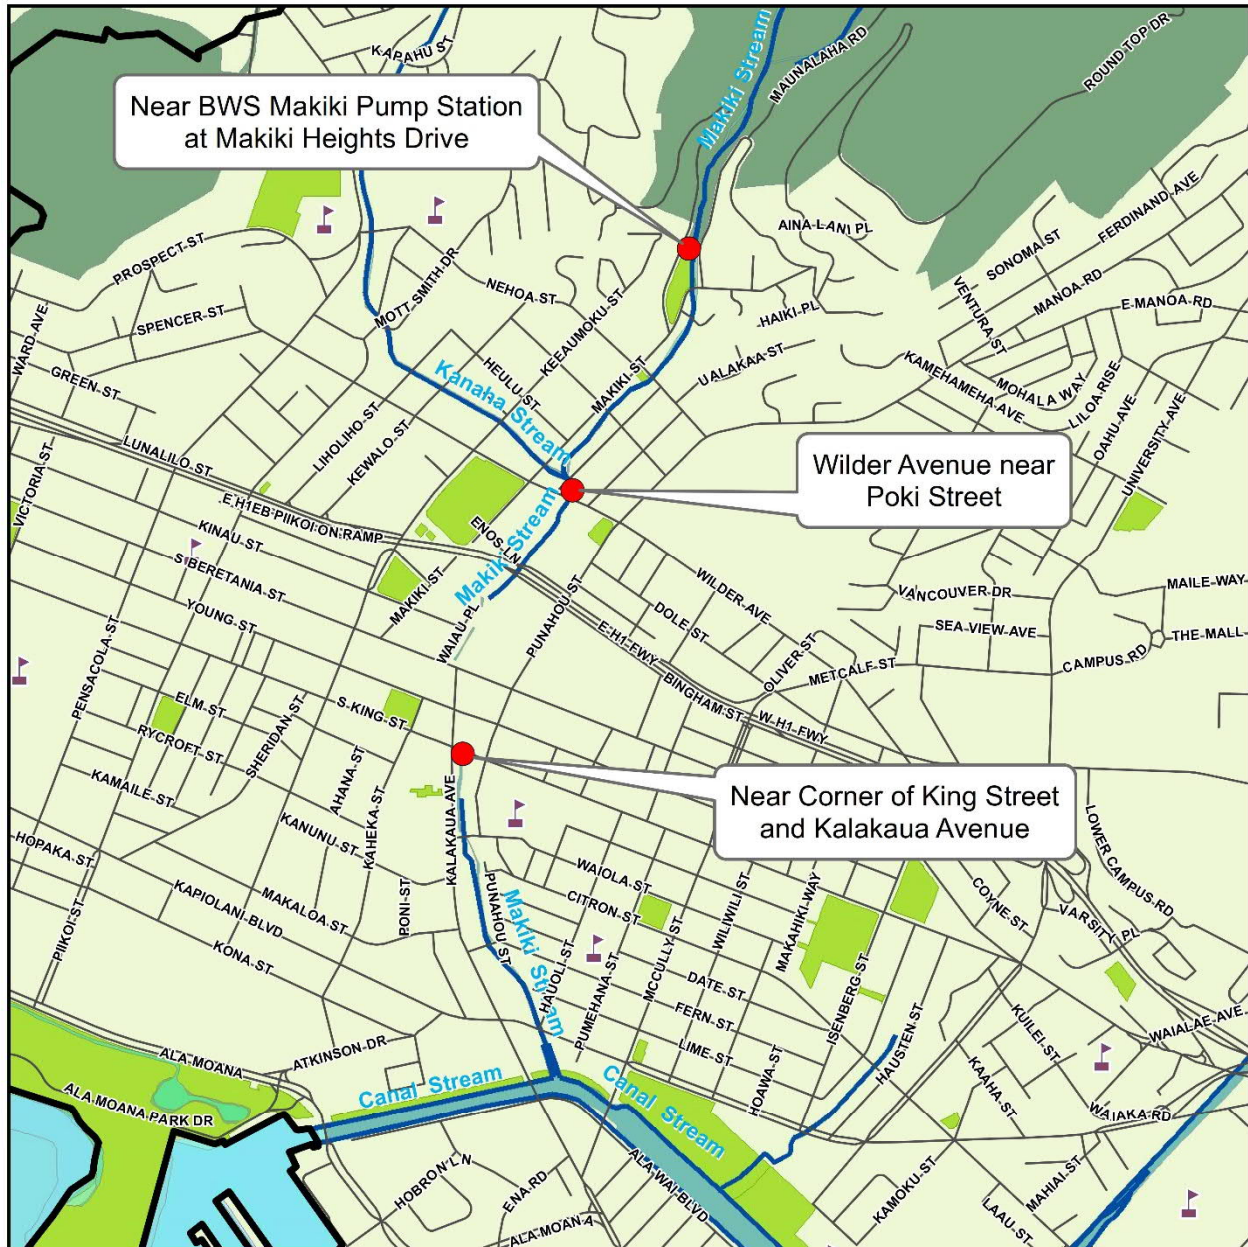 KAPAHU ST
Makiki Stream
MAUNALAHA RD
ROUND TOP DR
Near BWS Makiki Pump Station
at Makiki Heights Drive
PROSPECT ST
SPENCER ST
MOTT SMITH DR
NEHOA ST
KEEAUMOKU ST
AINA LANI PL
SONOMA ST
FERDINAND AVE
MANOA RD
E MANOA RD
VENTURA ST
HAIKI PL
UALAKAA ST
MAKIKI ST
HEULU ST
Kanaha Stream
WARD AVE
GREEN ST
LIHOLIHO ST
KEWALO ST
KAMEHAMEHA AVE
MOHALA WAY
LILOA RISE
OAHU AVE
UNIVERSITY AVE
LUNALILO ST
VICTORIA ST
E H1EB PIIKOI ON RAMP
KINAU ST
S BERETANIA ST
Wilder Avenue near
Poki Street
Makiki Stream
ENOS LN
MAKIKI ST
WAIAU PL
PUNAHOU ST
YOUNG ST
PENSACOLA ST
WILDER AVE
DOLE ST
E H1 FWY
BINGHAM ST
OLIVER ST
METCALF ST
W H1 FWY
VANCOUVER DR
SEA VIEW AVE
MAILE WAY
THE MALL
CAMPUS RD
ELM ST
RYCROFT ST
SHERIDAN ST
S KING ST
KAMAILE ST
AHANA ST
KAHEKA ST
KANUNU ST
KALAKAUA AVE
Near Corner of King Street
and Kalakaua Avenue
LOWER CAMPUS RD
HOPAKA ST
PIIKOI ST
KAPIOLANI BLVD
MAKALOA ST
KONA ST
PONI ST
PUNAHOU ST
Makiki Stream
WAIOLA ST
CITRON ST
HAUOLI ST
PUMEHANA ST
MCCULLY ST
WILIWILI ST
MAKAHIKI WAY
ISENBERG ST
COYNE ST
VARSITY PL
DATE ST
FERN ST
LIME ST
HOAWA ST
HAUSTEN ST
KUILEI ST
KAAHA ST
WAIALAE AVE
WAIAKA RD
ALA MOANA
ATKINSON DR
ALA MOANA PARK DR
Canal Stream
Canal Stream
HOBRON LN
ENA RD
ALA MOANA
ALA WAI BLVD
KAMOKU ST
LAAU ST
MAHIAI ST